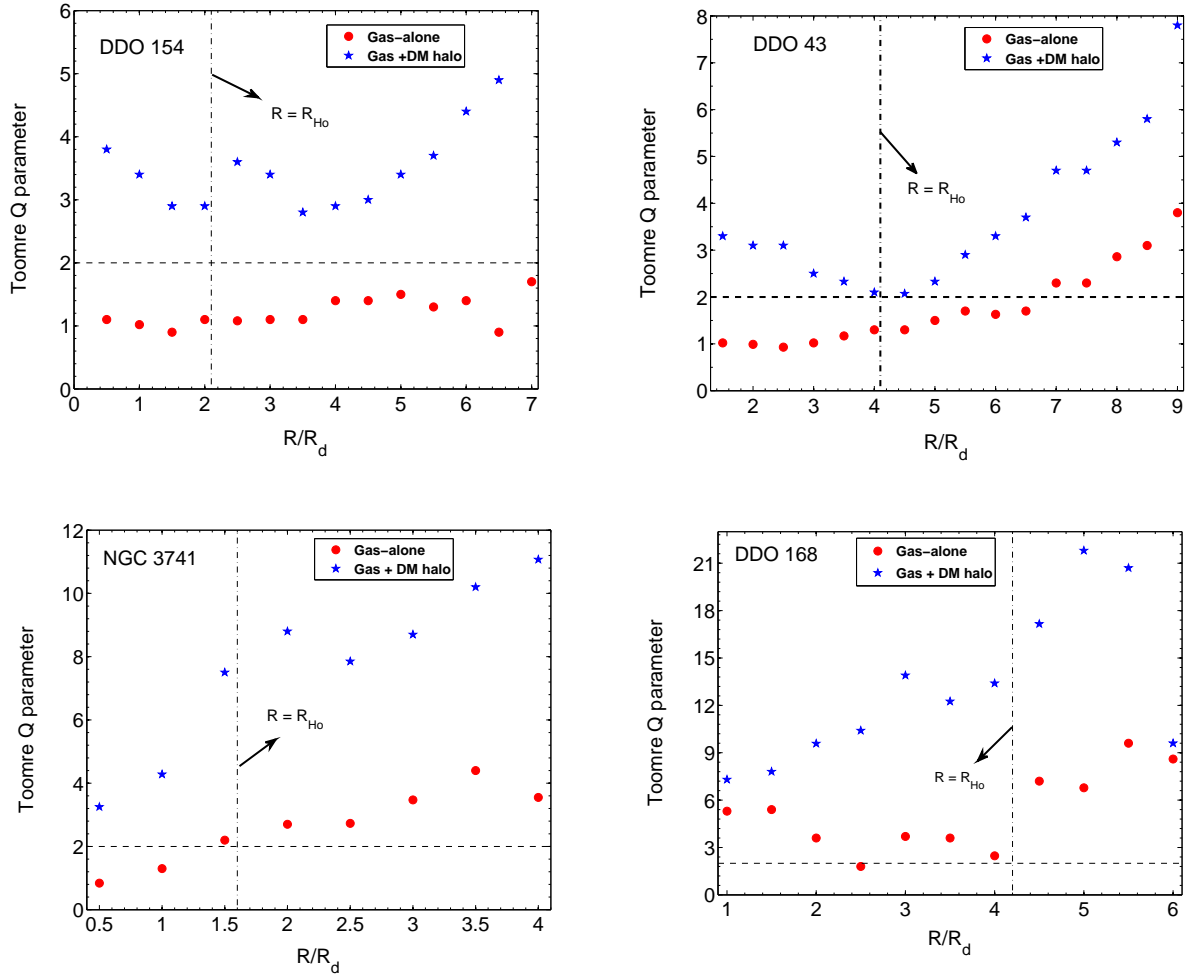 DDO 154
Gas−alone
Gas +DM halo
R = R_Ho
Toomre Q parameter
6
5
4
3
2
1
0
0 1 2 3 4 5 6 7
R/R_d
DDO 43
Gas−alone
Gas +DM halo
R = R_Ho
Toomre Q parameter
8
7
6
5
4
3
2
1
0
2 3 4 5 6 7 8 9
R/R_d
NGC 3741
Gas−alone
Gas + DM halo
R = R_Ho
Toomre Q parameter
12
10
8
6
4
2
0
0.5 1 1.5 2 2.5 3 3.5 4
R/R_d
DDO 168
Gas−alone
Gas + DM halo
R = R_Ho
Toomre Q parameter
21
18
15
12
9
6
3
0
1 2 3 4 5 6
R/R_d